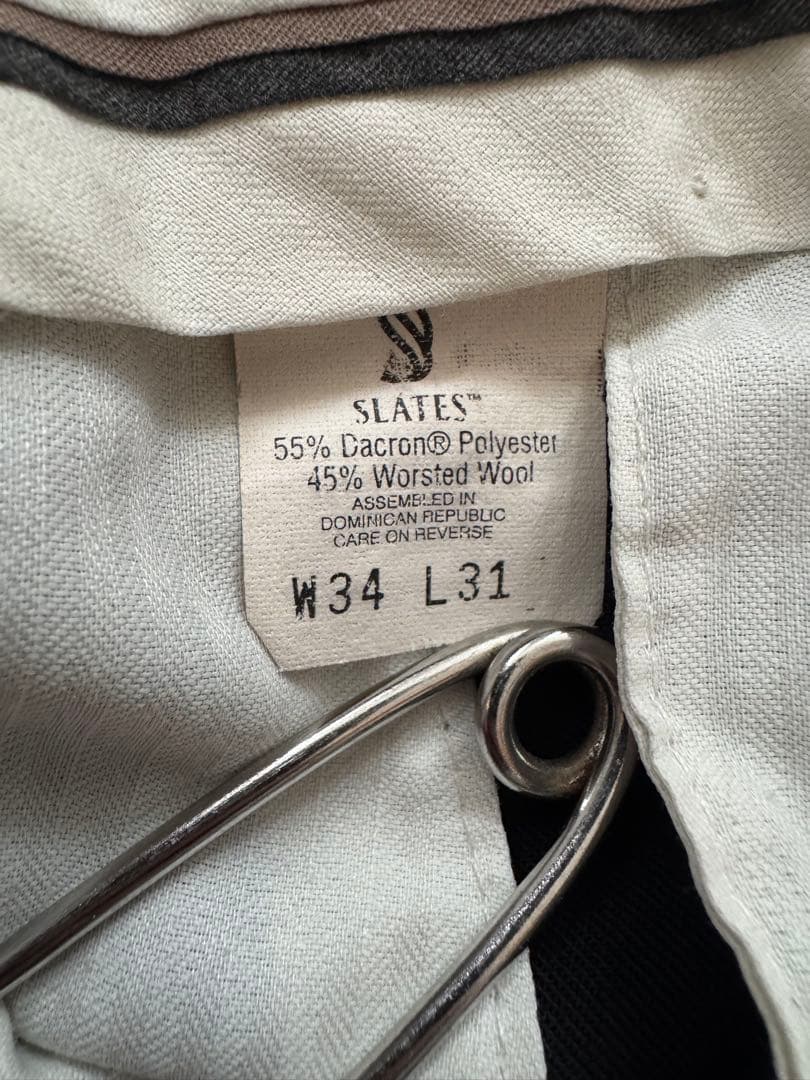 SLATES™
55% Dacron® Polyester
45% Worsted Wool
ASSEMBLED IN
DOMINICAN REPUBLIC
CARE ON REVERSE
W34 L31